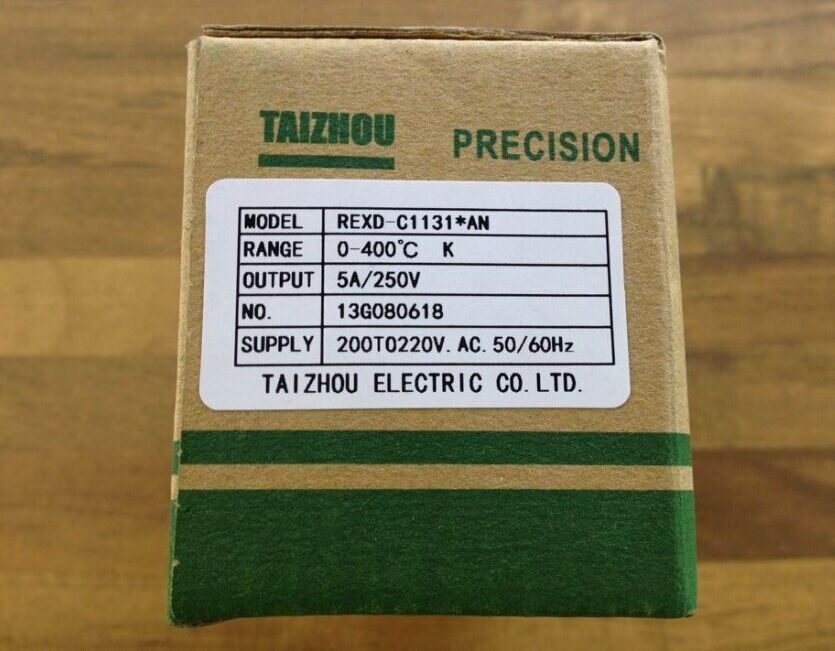 TAIZHOU PRECISION
MODEL REXD-C1131*AN
RANGE 0-400℃ K
OUTPUT 5A/250V
NO. 13G080618
SUPPLY 200TO220V.AC.50/60Hz
TAIZHOU ELECTRIC CO.LTD.